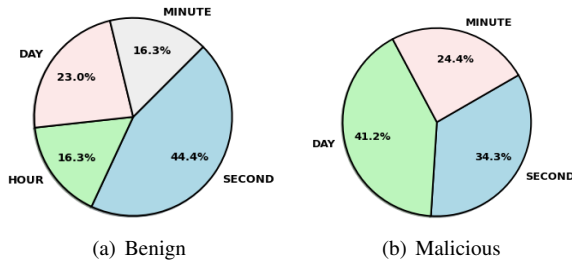 MINUTE
16.3%
DAY
23.0%
44.4%
SECOND
16.3%
HOUR
(a) Benign
MINUTE
24.4%
DAY
41.2%
34.3%
SECOND
(b) Malicious